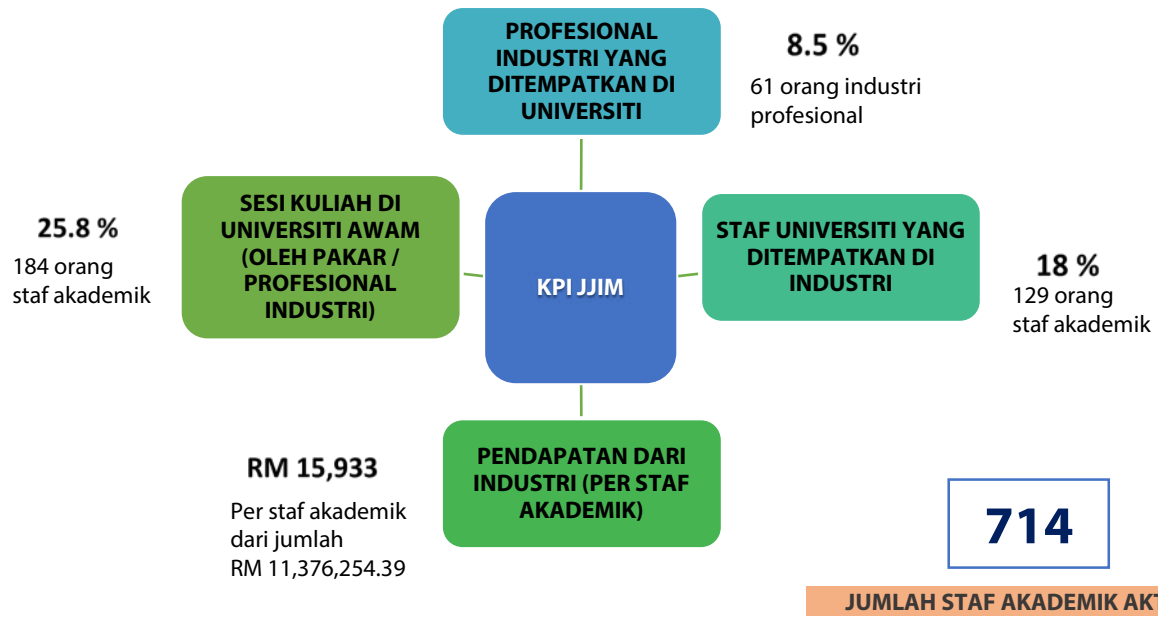 PROFESIONAL
INDUSTRI YANG
DITEMPATKAN DI
UNIVERSITI
8.5 %
61 orang industri
profesional
25.8 %
184 orang
staf akademik
SESI KULIAH DI
UNIVERSITI AWAM
(OLEH PAKAR /
PROFESIONAL
INDUSTRI)
KPI JJIM
STAF UNIVERSITI YANG
DITEMPATKAN DI
INDUSTRI
18 %
129 orang
staf akademik
RM 15,933
Per staf akademik
dari jumlah
RM 11,376,254.39
PENDAPATAN DARI
INDUSTRI (PER STAF
AKADEMIK)
714
JUMLAH STAF AKADEMIK